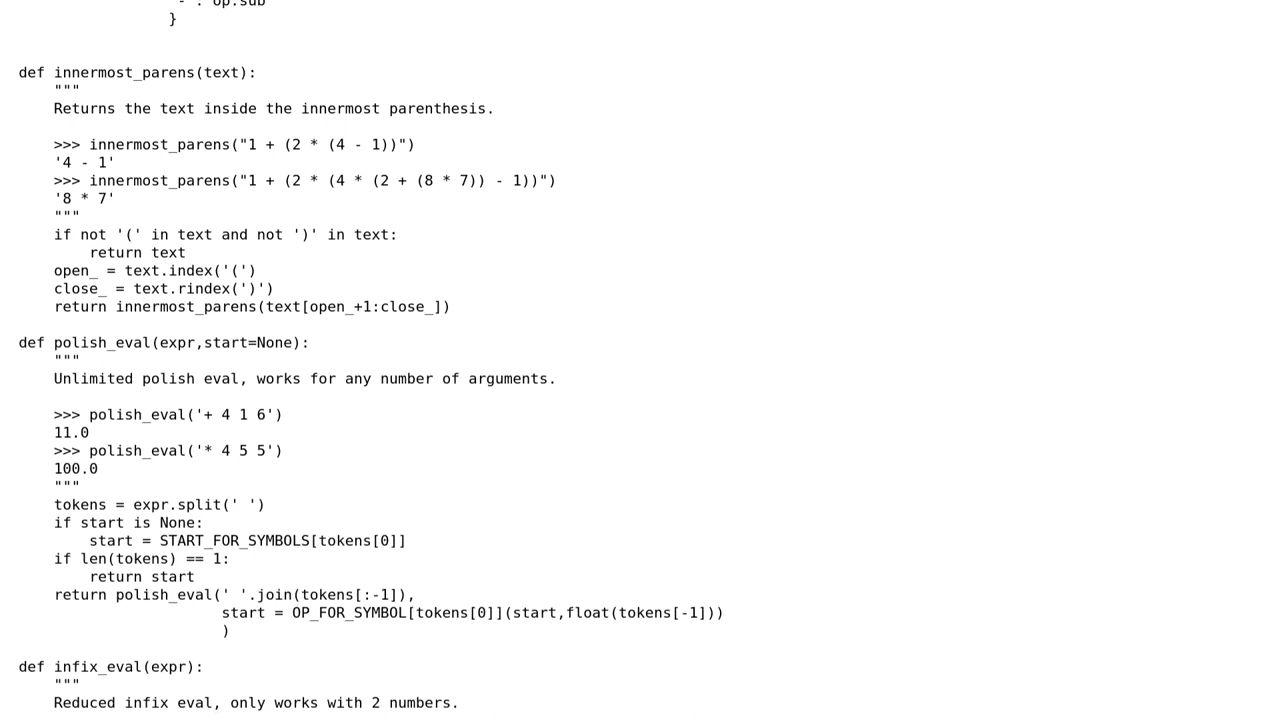 "-": op.sub
}
def innermost_parens(text):
    """
    Returns the text inside the innermost parenthesis.
    >>> innermost_parens("1 + (2 * (4 - 1))")
    '4 - 1'
    >>> innermost_parens("1 + (2 * (4 * (2 + (8 * 7)) - 1))")
    '8 * 7'
    """
    if not '(' in text and not ')' in text:
        return text
    open_ = text.index('(')
    close_ = text.rindex(')')
    return innermost_parens(text[open_+1:close_])
def polish_eval(expr,start=None):
    """
    Unlimited polish eval, works for any number of arguments.
    >>> polish_eval('+ 4 1 6')
    11.0
    >>> polish_eval('* 4 5 5')
    100.0
    """
    tokens = expr.split(' ')
    if start is None:
        start = START_FOR_SYMBOLS[tokens[0]]
    if len(tokens) == 1:
        return start
    return polish_eval(' '.join(tokens[:-1]),
                       start = OP_FOR_SYMBOL[tokens[0]](start,float(tokens[-1]))
                       )
def infix_eval(expr):
    """
    Reduced infix eval, only works with 2 numbers.